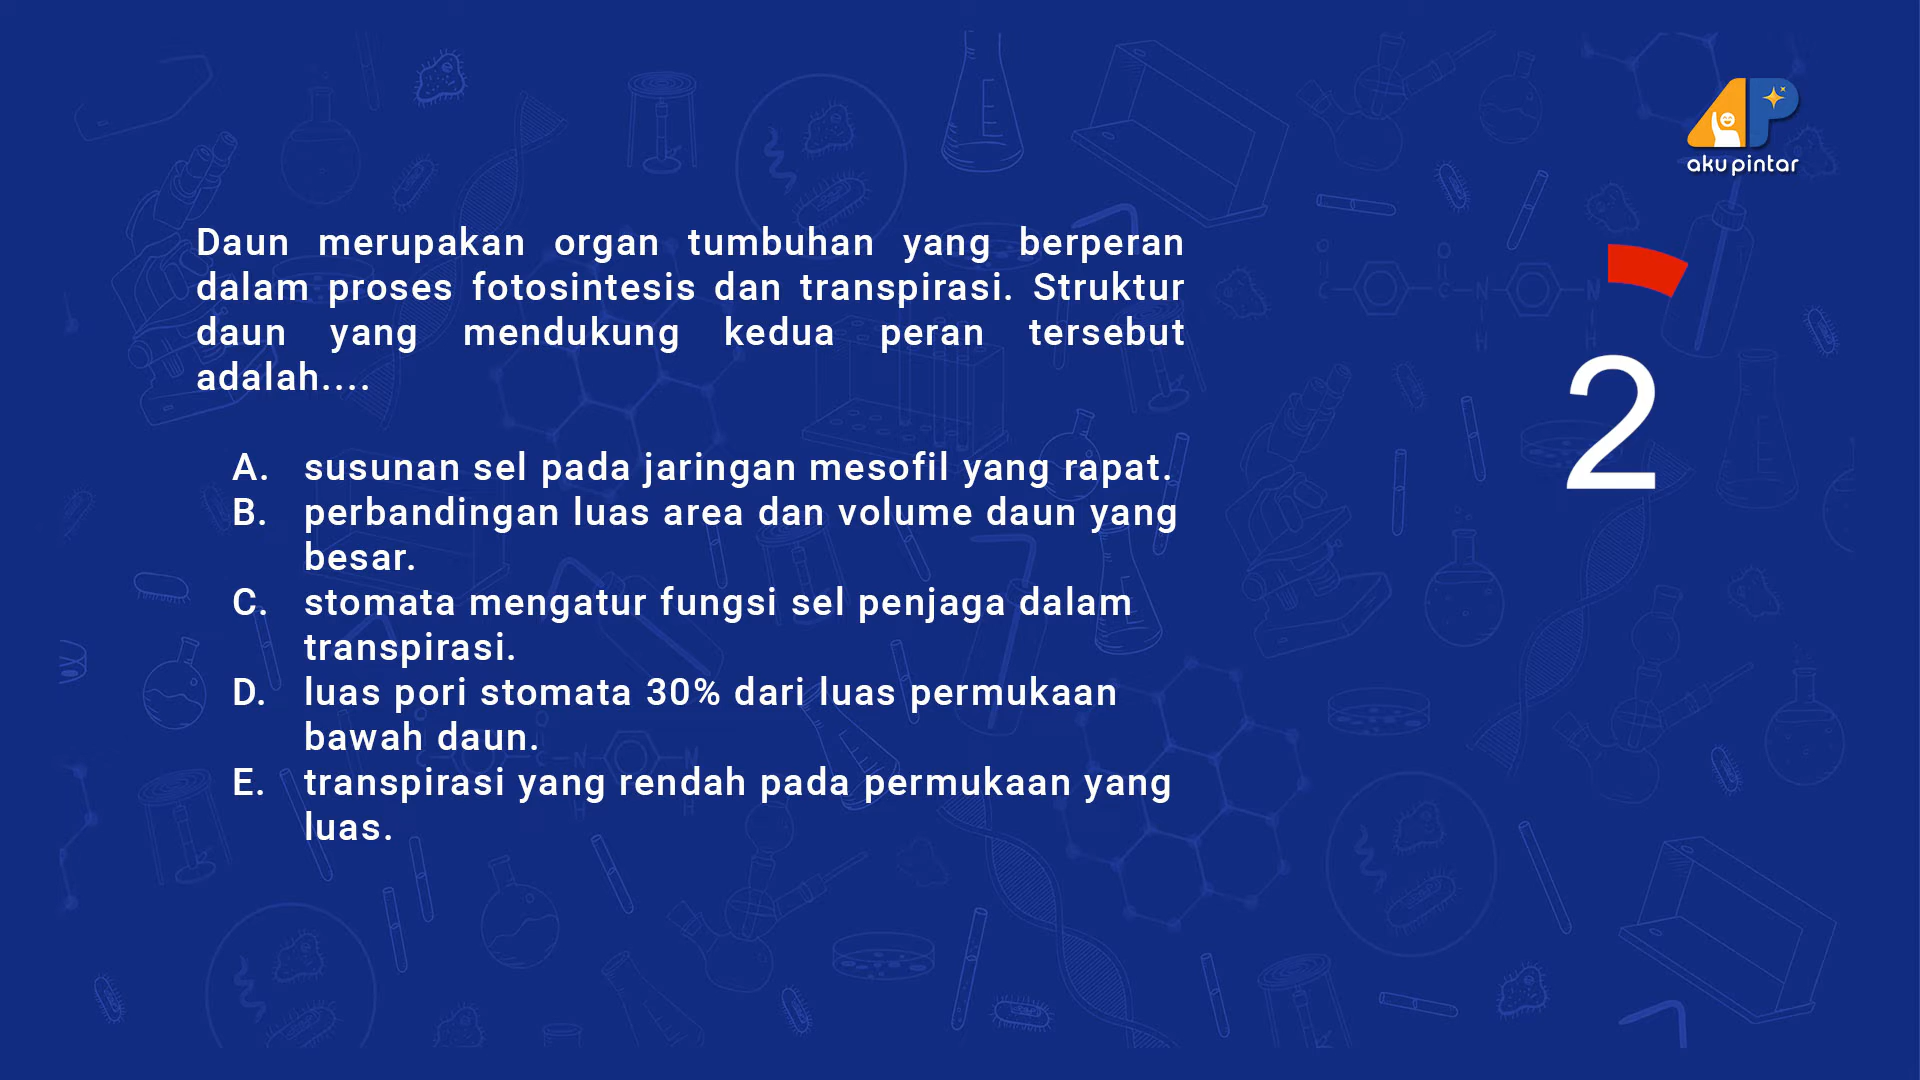 aku pintar
Daun merupakan organ tumbuhan yang berperan
dalam proses fotosintesis dan transpirasi. Struktur
daun yang mendukung kedua peran tersebut
adalah....
2
A. susunan sel pada jaringan mesofil yang rapat.
B. perbandingan luas area dan volume daun yang
besar.
C. stomata mengatur fungsi sel penjaga dalam
transpirasi.
D. luas pori stomata 30% dari luas permukaan
bawah daun.
E. transpirasi yang rendah pada permukaan yang
luas.